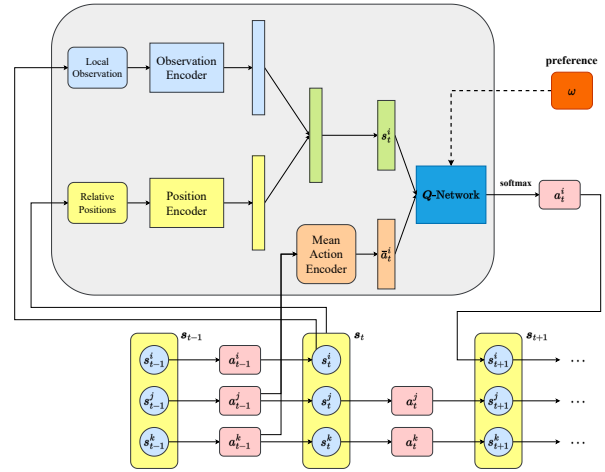 Local
Observation
Observation
Encoder
preference
ω
s_t^i
Relative
Positions
Position
Encoder
Q-Network
softmax
a_t^i
Mean
Action
Encoder
ā_t^i
s_{t-1}
s_t
s_{t+1}
s_{t-1}^i
a_{t-1}^i
s_t^i
s_{t+1}^i
...
s_{t-1}^j
a_{t-1}^j
s_t^j
a_t^j
s_{t+1}^j
...
s_{t-1}^k
a_{t-1}^k
s_t^k
a_t^k
s_{t+1}^k
...